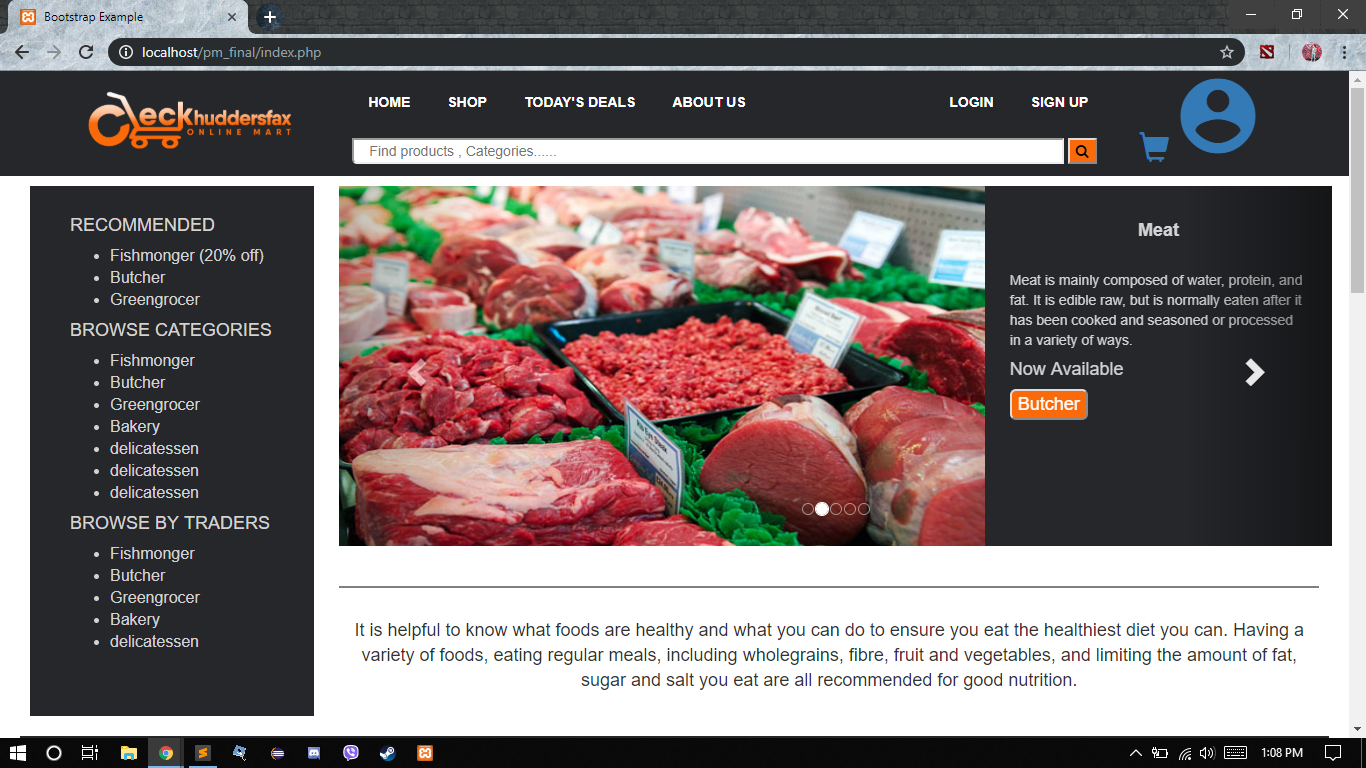 Bootstrap Example
localhost/pm_final/index.php
HOME SHOP TODAY'S DEALS ABOUT US LOGIN SIGN UP
eckhuddersfax
ONLINE MART
Find products , Categories......
RECOMMENDED
Fishmonger (20% off)
Butcher
Greengrocer
BROWSE CATEGORIES
Fishmonger
Butcher
Greengrocer
Bakery
delicatessen
delicatessen
delicatessen
BROWSE BY TRADERS
Fishmonger
Butcher
Greengrocer
Bakery
delicatessen
Meat
Meat is mainly composed of water, protein, and
fat. It is edible raw, but is normally eaten after it
has been cooked and seasoned or processed
in a variety of ways.
Now Available
Butcher
It is helpful to know what foods are healthy and what you can do to ensure you eat the healthiest diet you can. Having a
variety of foods, eating regular meals, including wholegrains, fibre, fruit and vegetables, and limiting the amount of fat,
sugar and salt you eat are all recommended for good nutrition.
1:08 PM